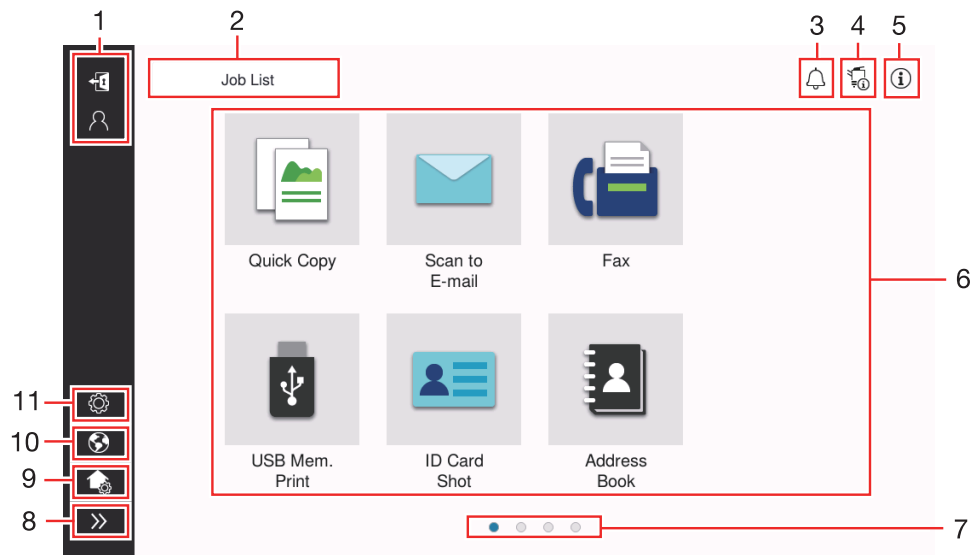 1
2
3
4
5
Job List
Quick Copy
Scan to
E-mail
Fax
6
USB Mem.
Print
ID Card
Shot
Address
Book
11
10
9
8
7